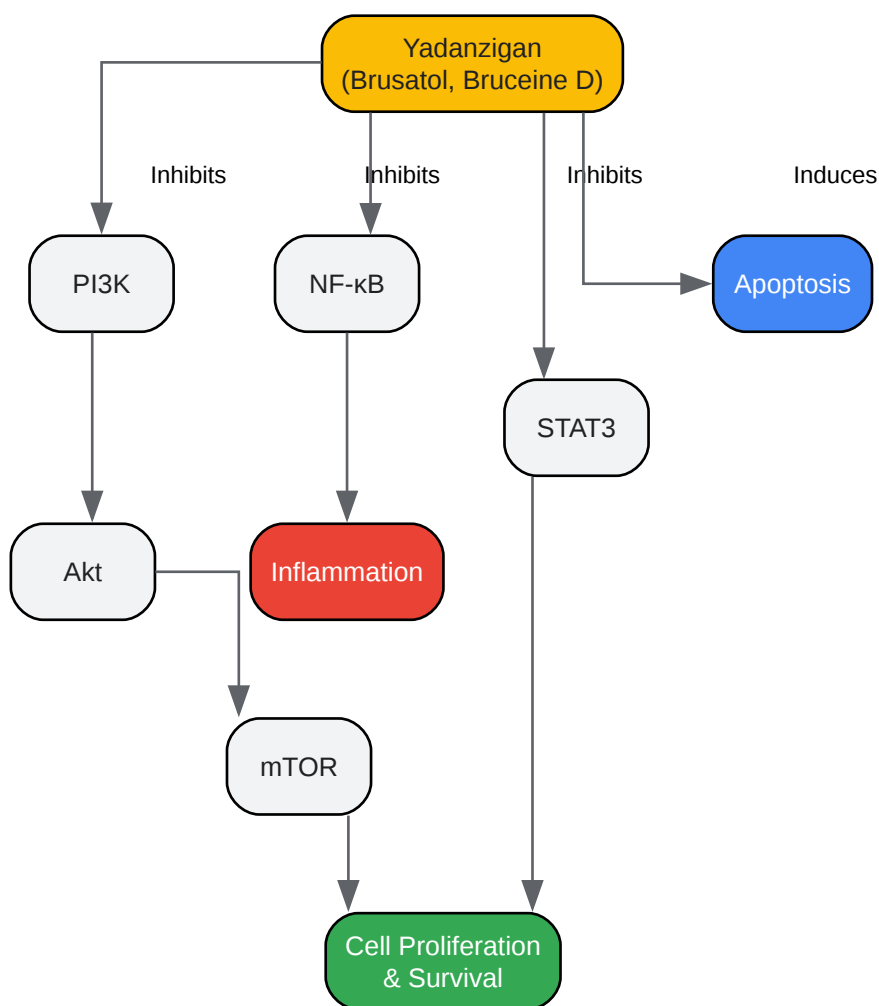 Yadanzigan
(Brusatol, Bruceine D)
Inhibits
Inhibits
Inhibits
Induces
PI3K
NF-κB
Apoptosis
STAT3
Akt
Inflammation
mTOR
Cell Proliferation
& Survival